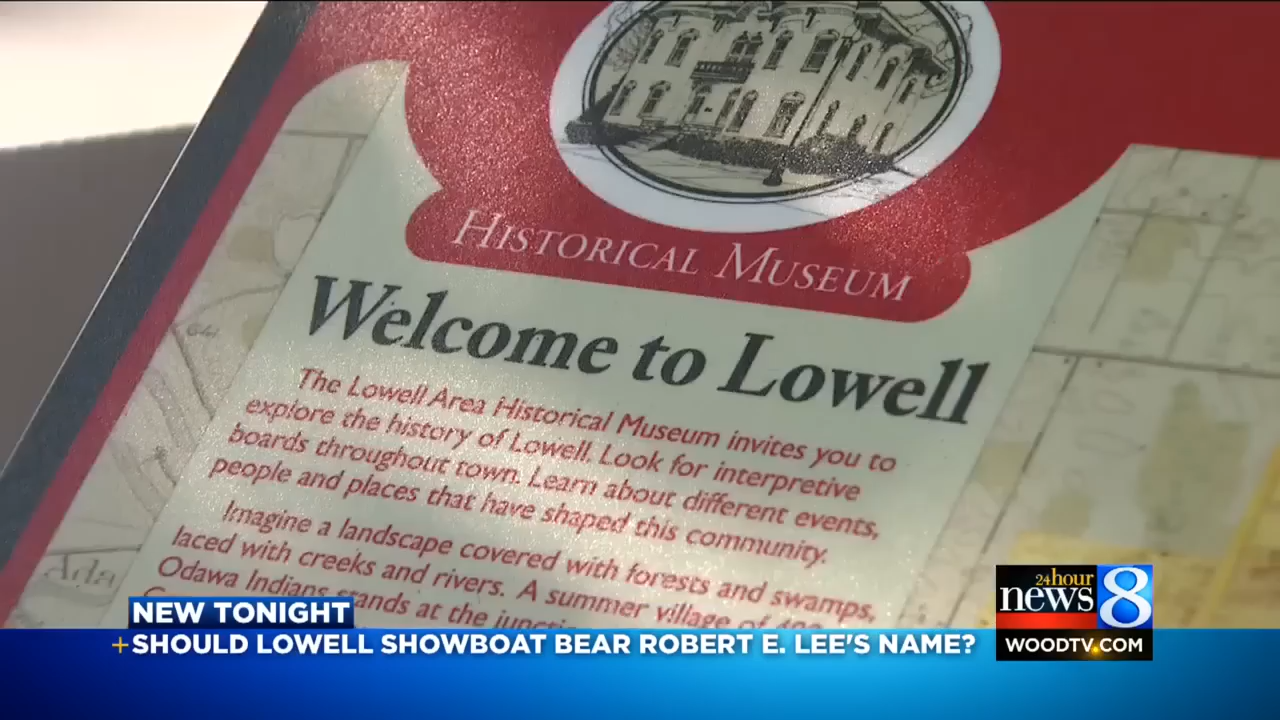 HISTORICAL MUSEUM
Welcome to Lowell
The Lowell Area Historical Museum invites you to
explore the history of Lowell. Look for interpretive
boards throughout town. Learn about different events,
people and places that have shaped this community.
Imagine a landscape covered with forests and swamps,
laced with creeks and rivers. A summer village of
Odawa Indians stands at the
Ada
24hour
news 8
NEW TONIGHT
+SHOULD LOWELL SHOWBOAT BEAR ROBERT E. LEE'S NAME?
WOODTV.COM